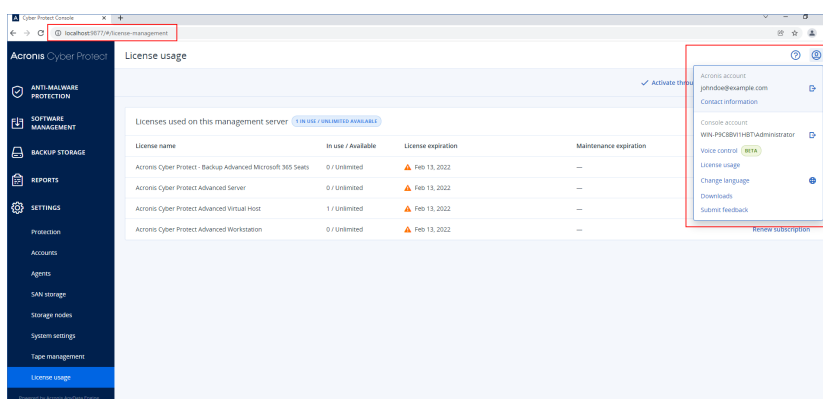 Cyber Protect Console
localhost:9877/#/license-management
Acronis Cyber Protect
License usage
Activate throu
Acronis account
johndoe@example.com
Contact information
Console account
WIN-P9C8BVI1HBT\Administrator
Voice control BETA
License usage
Change language
Downloads
Submit feedback
ANTI-MALWARE
PROTECTION
SOFTWARE
MANAGEMENT
BACKUP STORAGE
REPORTS
SETTINGS
Protection
Accounts
Agents
SAN storage
Storage nodes
System settings
Tape management
License usage
Powered by Acronis AnyData Engine
Licenses used on this management server 1 IN USE / UNLIMITED AVAILABLE
License name In use / Available License expiration Maintenance expiration
Acronis Cyber Protect - Backup Advanced Microsoft 365 Seats 0 / Unlimited Feb 13, 2022 —
Acronis Cyber Protect Advanced Server 0 / Unlimited Feb 13, 2022 —
Acronis Cyber Protect Advanced Virtual Host 1 / Unlimited Feb 13, 2022 —
Acronis Cyber Protect Advanced Workstation 0 / Unlimited Feb 13, 2022 — Renew subscription